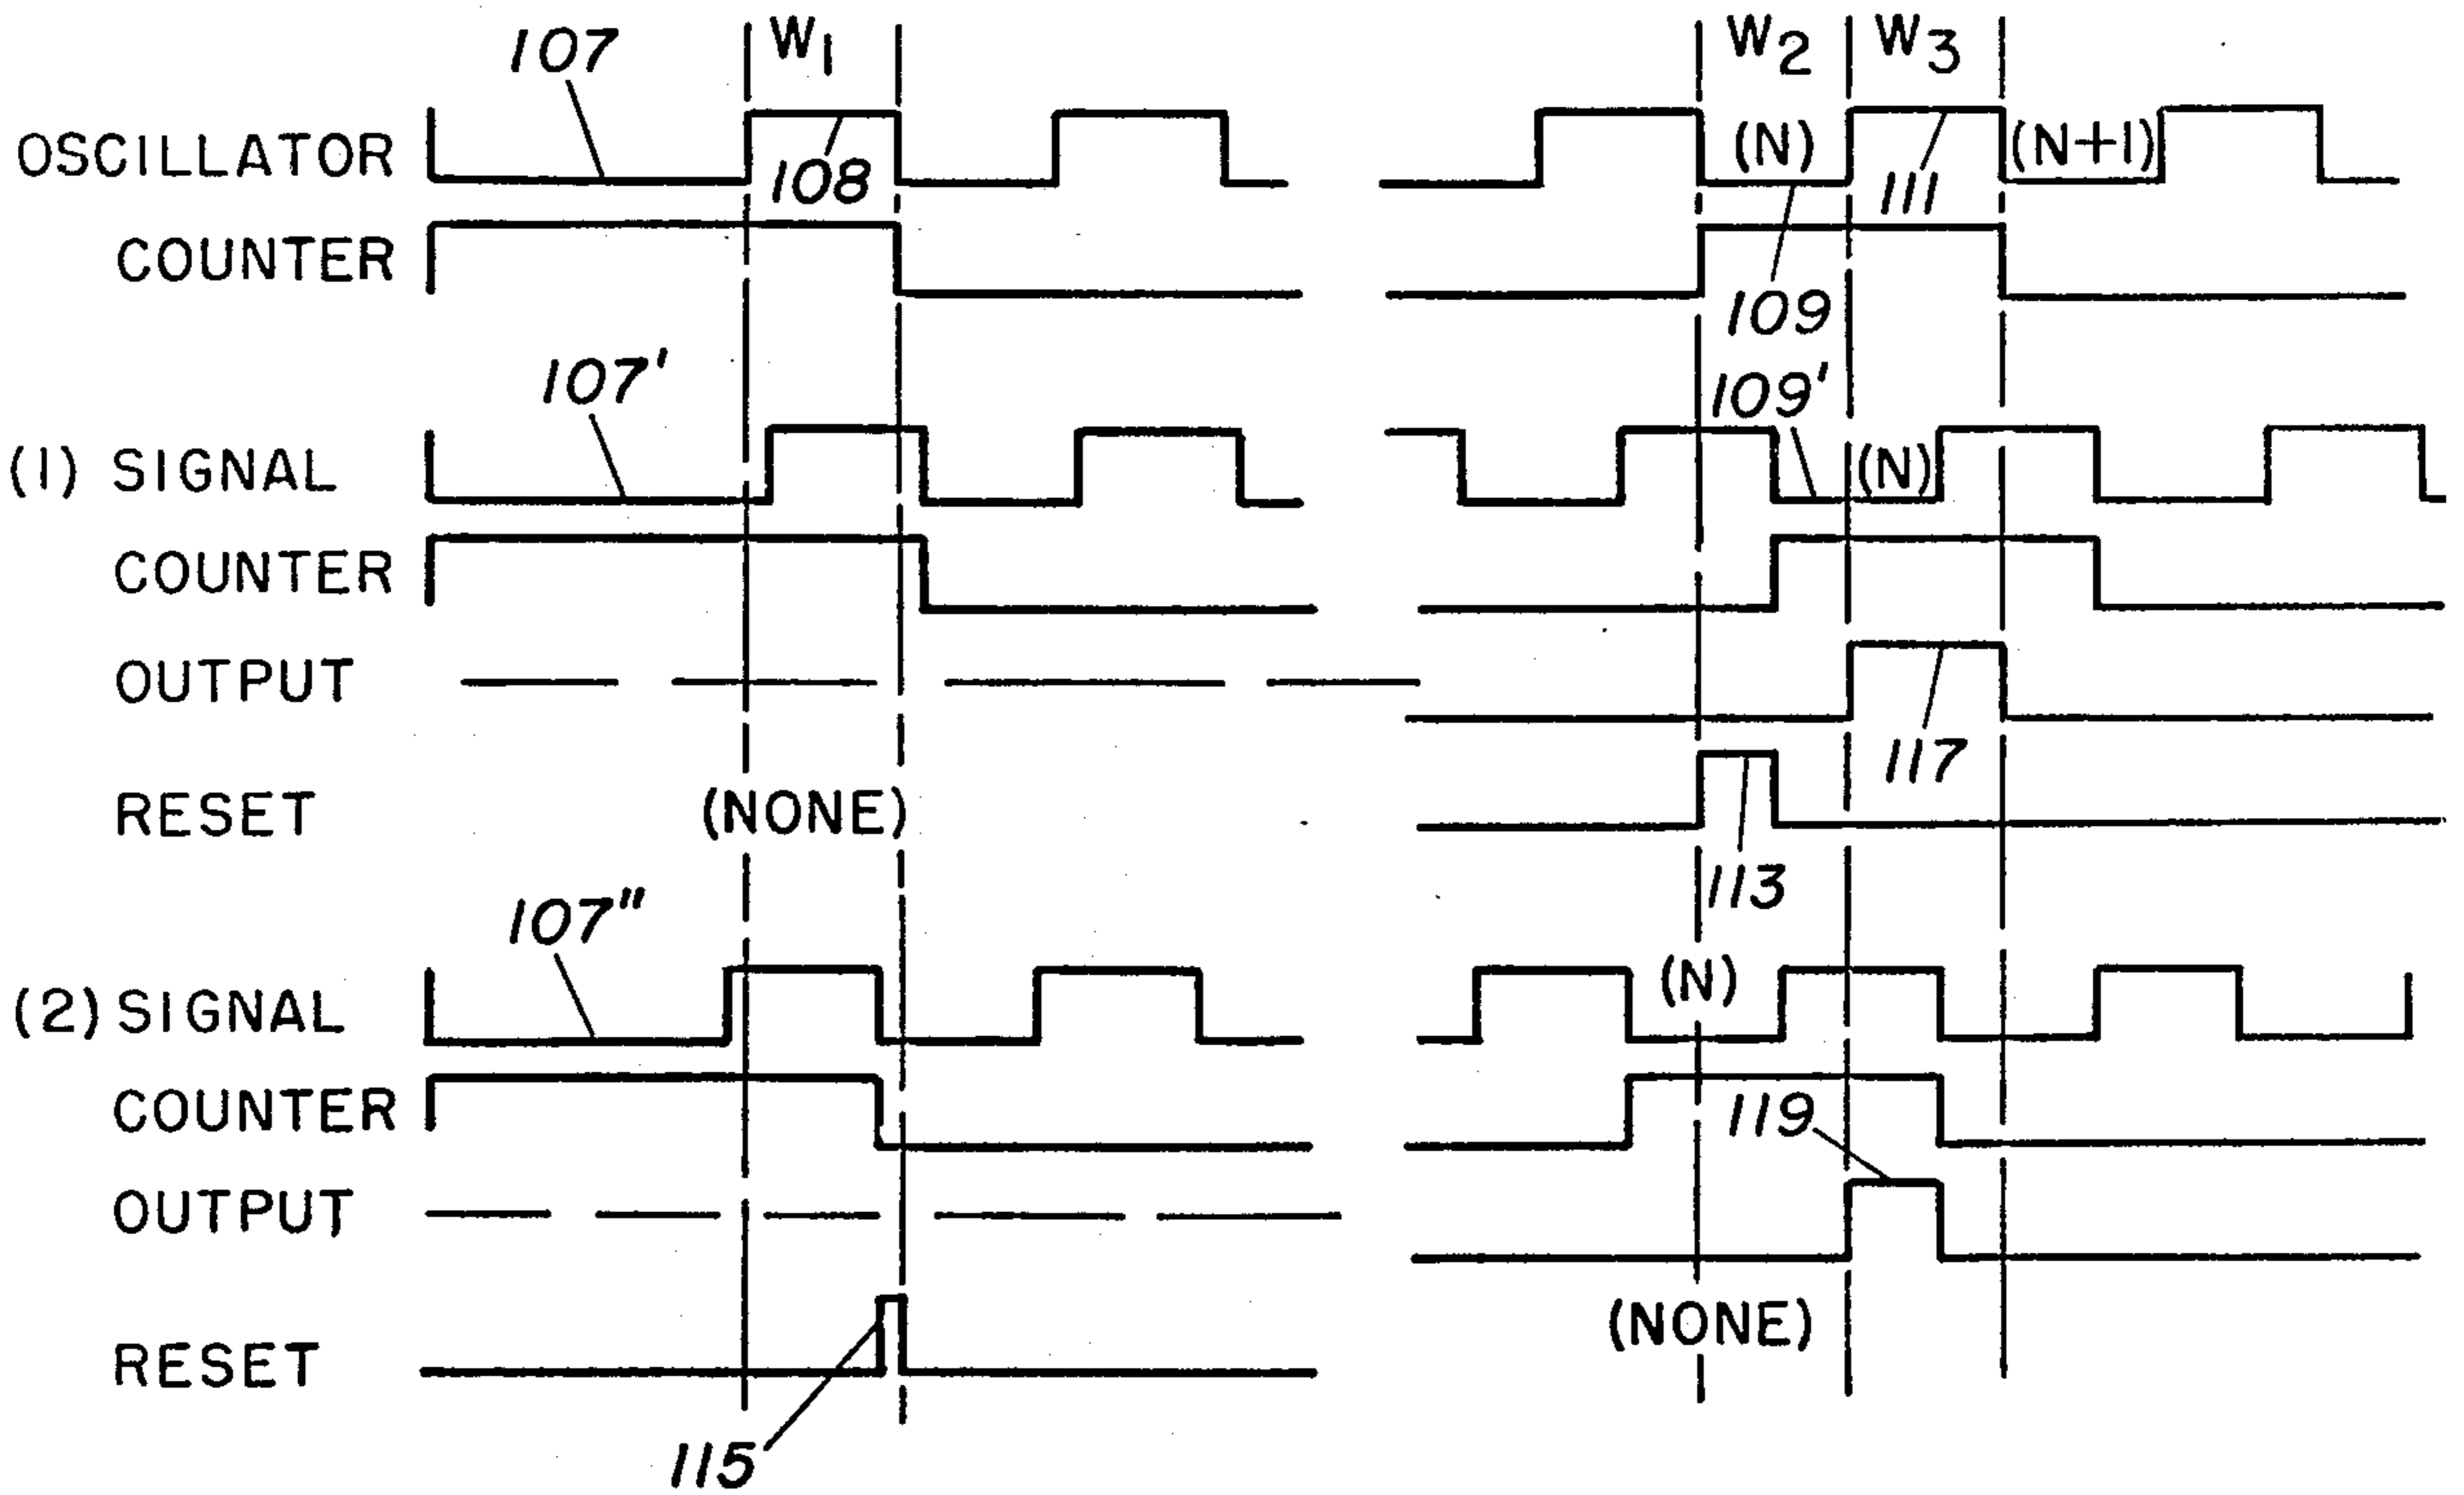 W1 W2 W3
107
OSCILLATOR 108 (N) 111 (N+1)
COUNTER 109
107' 109'
(1) SIGNAL (N)
COUNTER
OUTPUT 117
RESET (NONE) 113
107" (N)
(2) SIGNAL
COUNTER 119
OUTPUT
RESET (NONE)
115